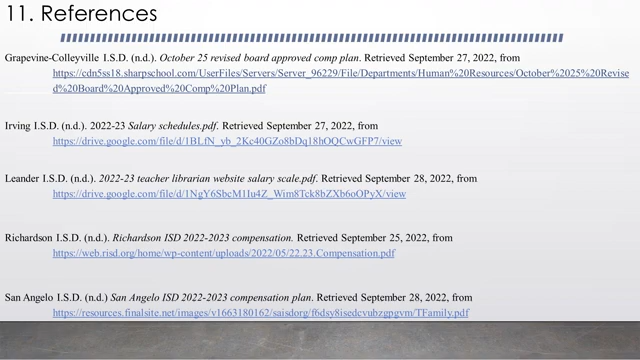 11. References
Grapevine-Colleyville I.S.D. (n.d.). October 25 revised board approved comp plan. Retrieved September 27, 2022, from
https://cdn5ss18.sharpschool.com/UserFiles/Servers/Server_96229/File/Departments/Human%20Resources/October%2025%20Revise
d%20Board%20Approved%20Comp%20Plan.pdf
Irving I.S.D. (n.d.). 2022-23 Salary schedules.pdf. Retrieved September 27, 2022, from
https://drive.google.com/file/d/1BLfN_yb_2Kc40GZo8bDq18hOQCwGFP7/view
Leander I.S.D. (n.d.). 2022-23 teacher librarian website salary scale.pdf. Retrieved September 28, 2022, from
https://drive.google.com/file/d/1NgY6SbcM1Iu4Z_Wim8Tck8bZXb6oOPyX/view
Richardson I.S.D. (n.d.). Richardson ISD 2022-2023 compensation. Retrieved September 25, 2022, from
https://web.risd.org/home/wp-content/uploads/2022/05/22.23.Compensation.pdf
San Angelo I.S.D. (n.d.) San Angelo ISD 2022-2023 compensation plan. Retrieved September 28, 2022, from
https://resources.finalsite.net/images/v1663180162/saisdorg/f6dsy8isedcvubzgpgvm/TFamily.pdf